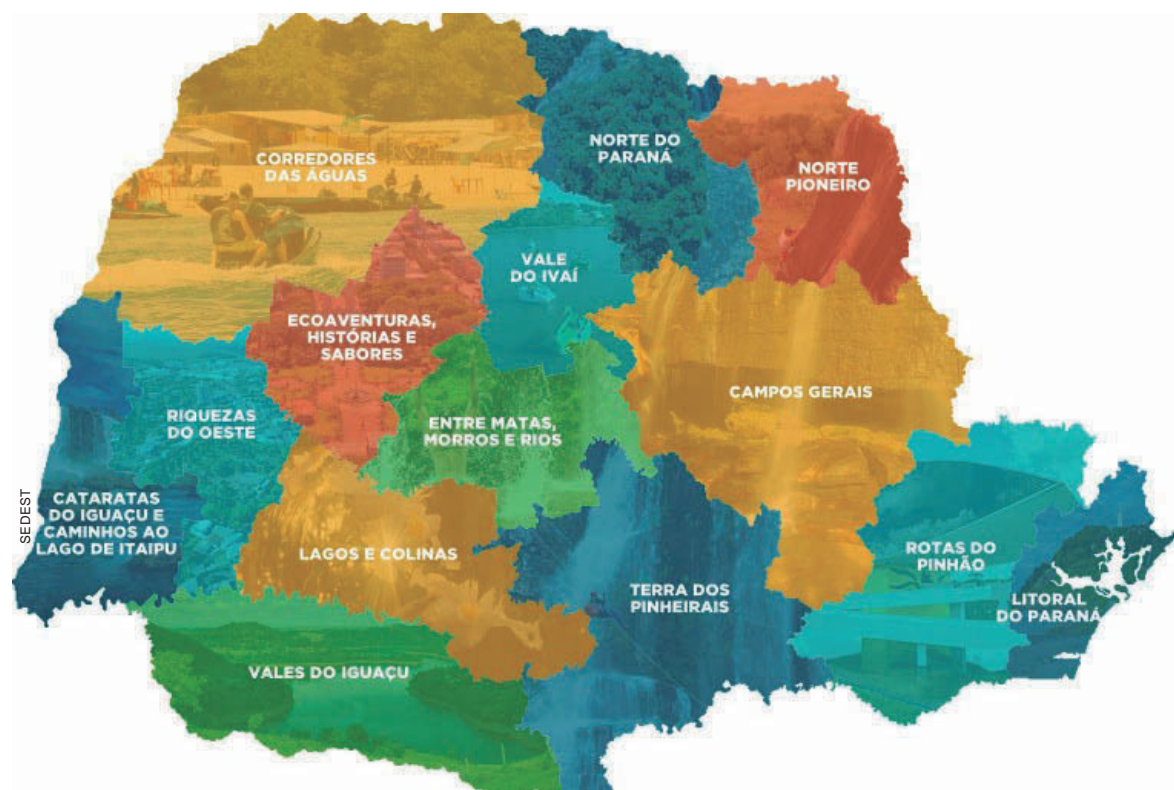 NORTE DO
PARANÁ
CORREDORES
DAS ÁGUAS
NORTE
PIONEIRO
VALE
DO IVAÍ
ECOAVENTURAS,
HISTÓRIAS E
SABORES
CAMPOS GERAIS
RIQUEZAS
DO OESTE
ENTRE MATAS,
MORROS E RIOS
CATARATAS
DO IGUAÇU E
CAMINHOS AO
LAGO DE ITAIPU
LAGOS E COLINAS
ROTAS DO
PINHÃO
TERRA DOS
PINHEIRAIS
LITORAL
DO PARANÁ
VALES DO IGUAÇU
SEDEST